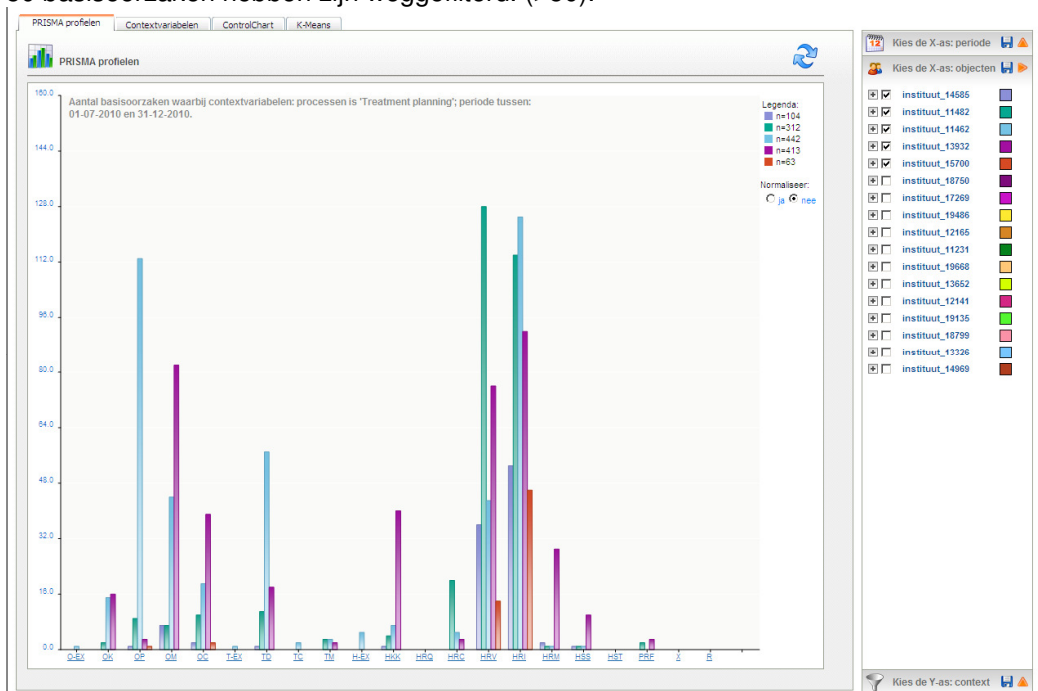 PRISMA profielen
Contextvariabelen
ControlChart
K-Means
PRISMA profielen
Aantal basisoorzaken waarbij contextvariabelen: processen is 'Treatment planning'; periode tussen:
01-07-2010 en 31-12-2010.
Legenda:
n=104
n=312
n=442
n=413
n=63
Normaliseer:
ja nee
160.0
144.0
128.0
112.0
96.0
80.0
64.0
48.0
32.0
16.0
0.0
O-EX OK OP OM OC T-EX TD TC TM H-EX HKK HRQ HRC HRV HRI HRM HSS HST PRF X R
12 Kies de X-as: periode
Kies de X-as: objecten
instituut_14585
instituut_11482
instituut_11462
instituut_13932
instituut_15700
instituut_18750
instituut_17269
instituut_19486
instituut_12165
instituut_11231
instituut_19668
instituut_13652
instituut_12141
instituut_19135
instituut_18799
instituut_13326
instituut_14969
Kies de Y-as: context